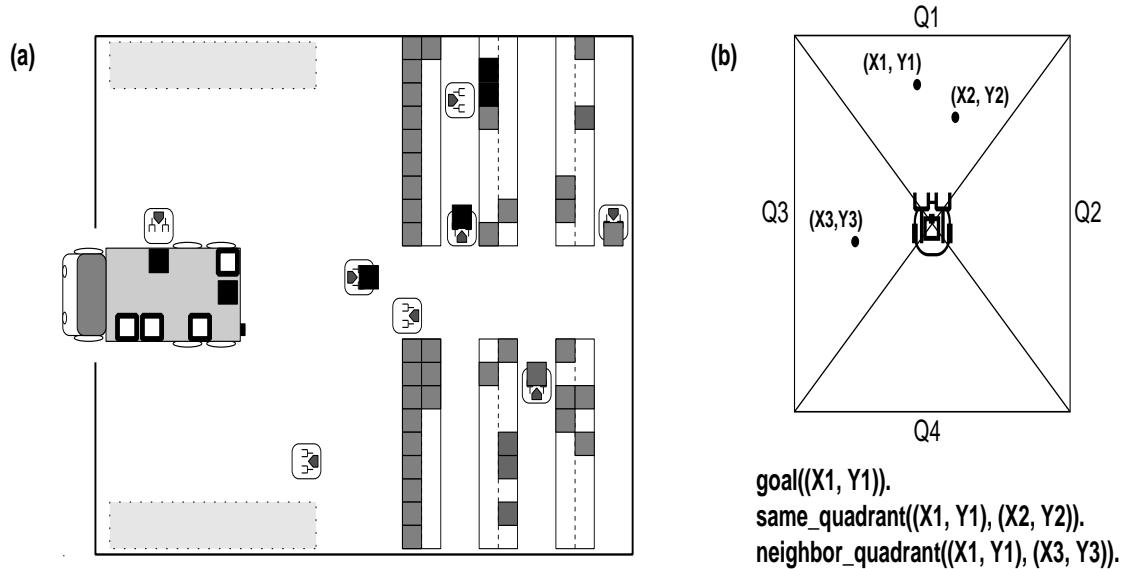 (a)
(b)
Q1
(X1, Y1)
(X2, Y2)
Q3
Q2
(X3,Y3)
Q4
goal((X1, Y1)).
same_quadrant((X1, Y1), (X2, Y2)).
neighbor_quadrant((X1, Y1), (X3, Y3)).